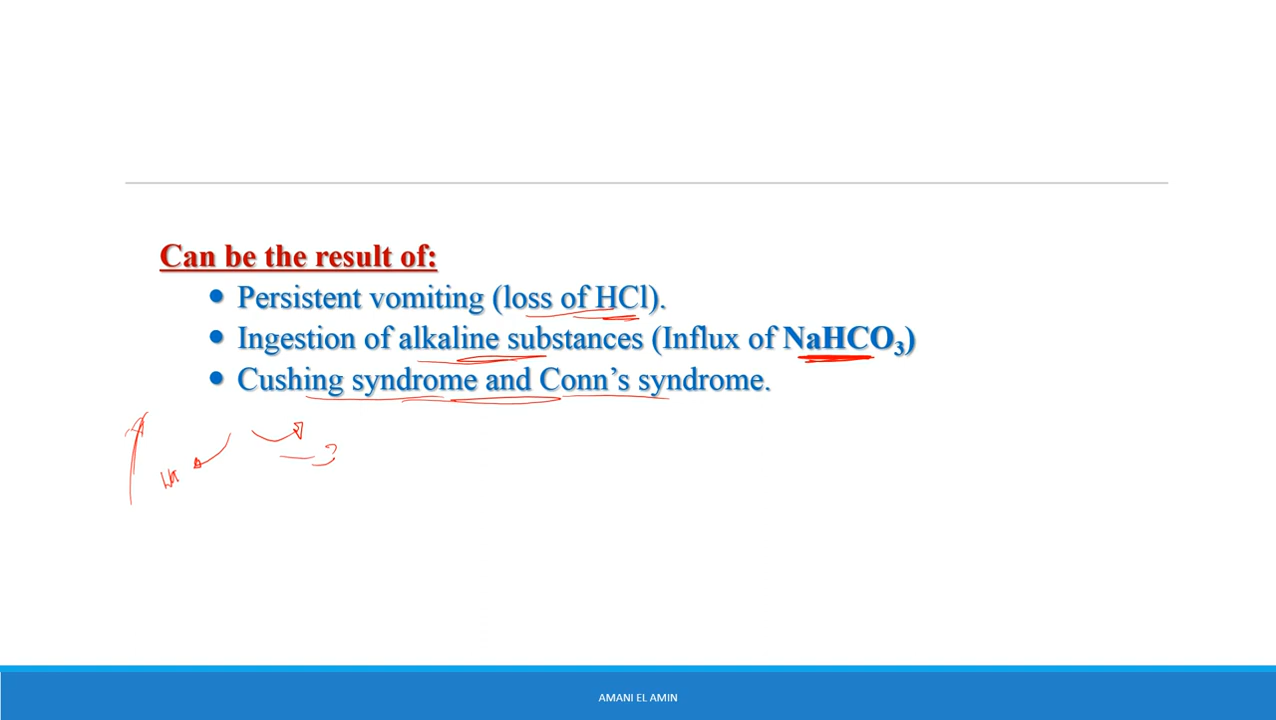 Can be the result of:
• Persistent vomiting (loss of HCl).
• Ingestion of alkaline substances (Influx of NaHCO₃)
• Cushing syndrome and Conn’s syndrome.
AMANI EL AMIN